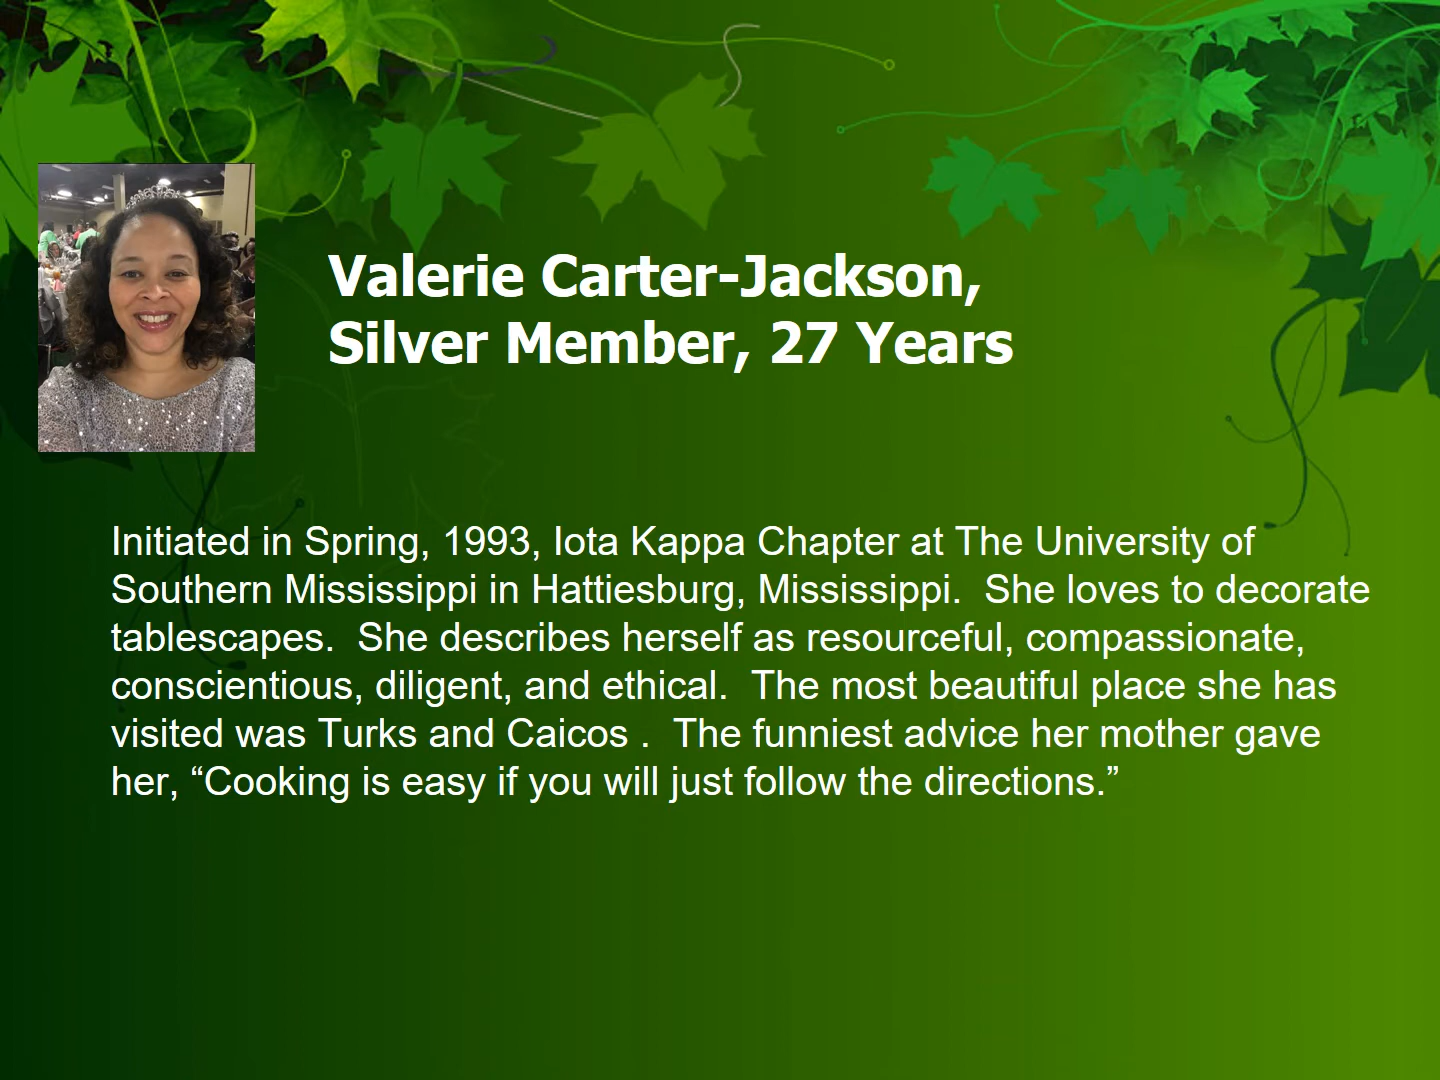 Valerie Carter-Jackson,
Silver Member, 27 Years
Initiated in Spring, 1993, Iota Kappa Chapter at The University of
Southern Mississippi in Hattiesburg, Mississippi.  She loves to decorate
tablescapes.  She describes herself as resourceful, compassionate,
conscientious, diligent, and ethical.  The most beautiful place she has
visited was Turks and Caicos .  The funniest advice her mother gave
her, “Cooking is easy if you will just follow the directions.”